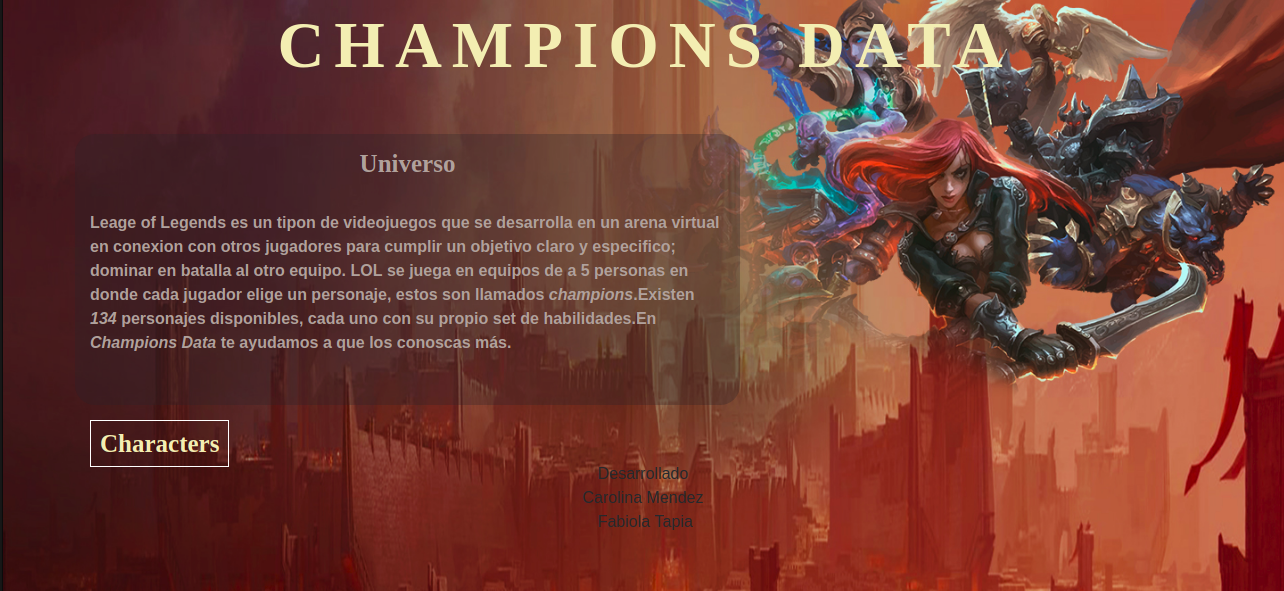 CHAMPIONS DATA
Universo
Leage of Legends es un tipon de videojuegos que se desarrolla en un arena virtual
en conexion con otros jugadores para cumplir un objetivo claro y especifico;
dominar en batalla al otro equipo. LOL se juega en equipos de a 5 personas en
donde cada jugador elige un personaje, estos son llamados champions.Existen
134 personajes disponibles, cada uno con su propio set de habilidades.En
Champions Data te ayudamos a que los conoscas más.
Characters
Desarrollado
Carolina Mendez
Fabiola Tapia